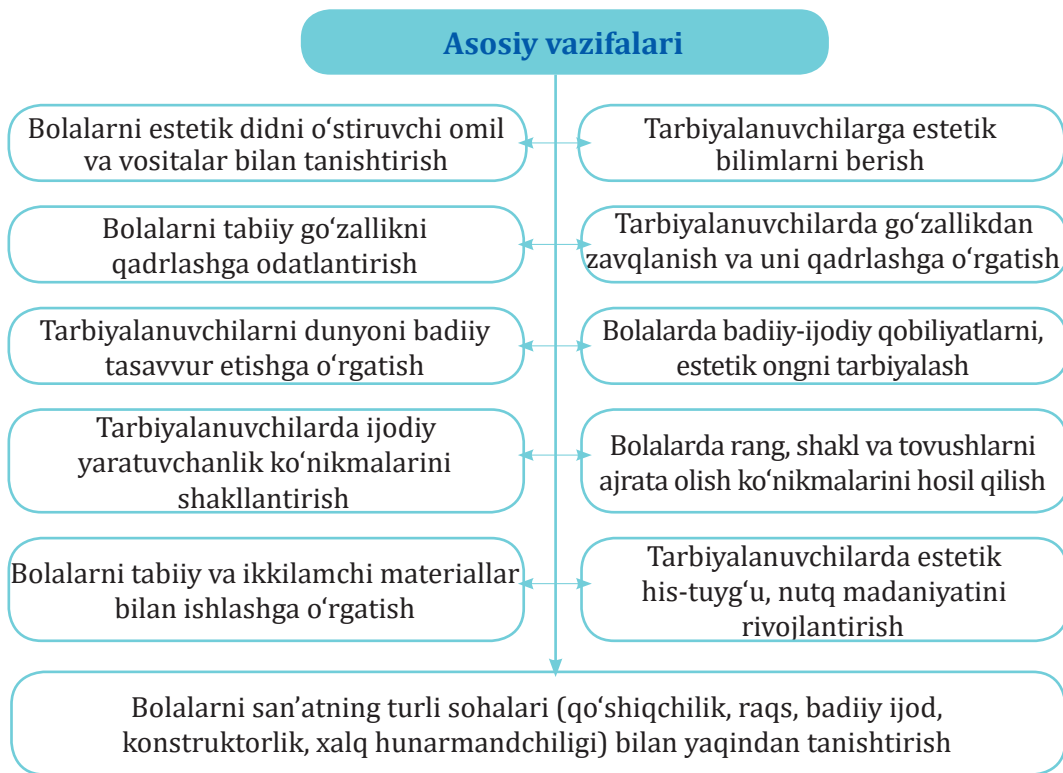 Asosiy vazifalari
Bolalarni estetik didni o‘stiruvchi omil
va vositalar bilan tanishtirish
Tarbiyalanuvchilarga estetik
bilimlarni berish
Bolalarni tabiiy go‘zallikni
qadrlashga odatlantirish
Tarbiyalanuvchilarda go‘zallikdan
zavqlanish va uni qadrlashga o‘rgatish
Tarbiyalanuvchilarni dunyoni badiiy
tasavvur etishga o‘rgatish
Bolalarda badiiy-ijodiy qobiliyatlarni,
estetik ongni tarbiyalash
Tarbiyalanuvchilarda ijodiy
yaratuvchanlik ko‘nikmalarini
shakllantirish
Bolalarda rang, shakl va tovushlarni
ajrata olish ko‘nikmalarini hosil qilish
Bolalarni tabiiy va ikkilamchi materiallar
bilan ishlashga o‘rgatish
Tarbiyalanuvchilarda estetik
his-tuyg‘u, nutq madaniyatini
rivojlantirish
Bolalarni san’atning turli sohalari (qo‘shiqchilik, raqs, badiiy ijod,
konstruktorlik, xalq hunarmandchiligi) bilan yaqindan tanishtirish